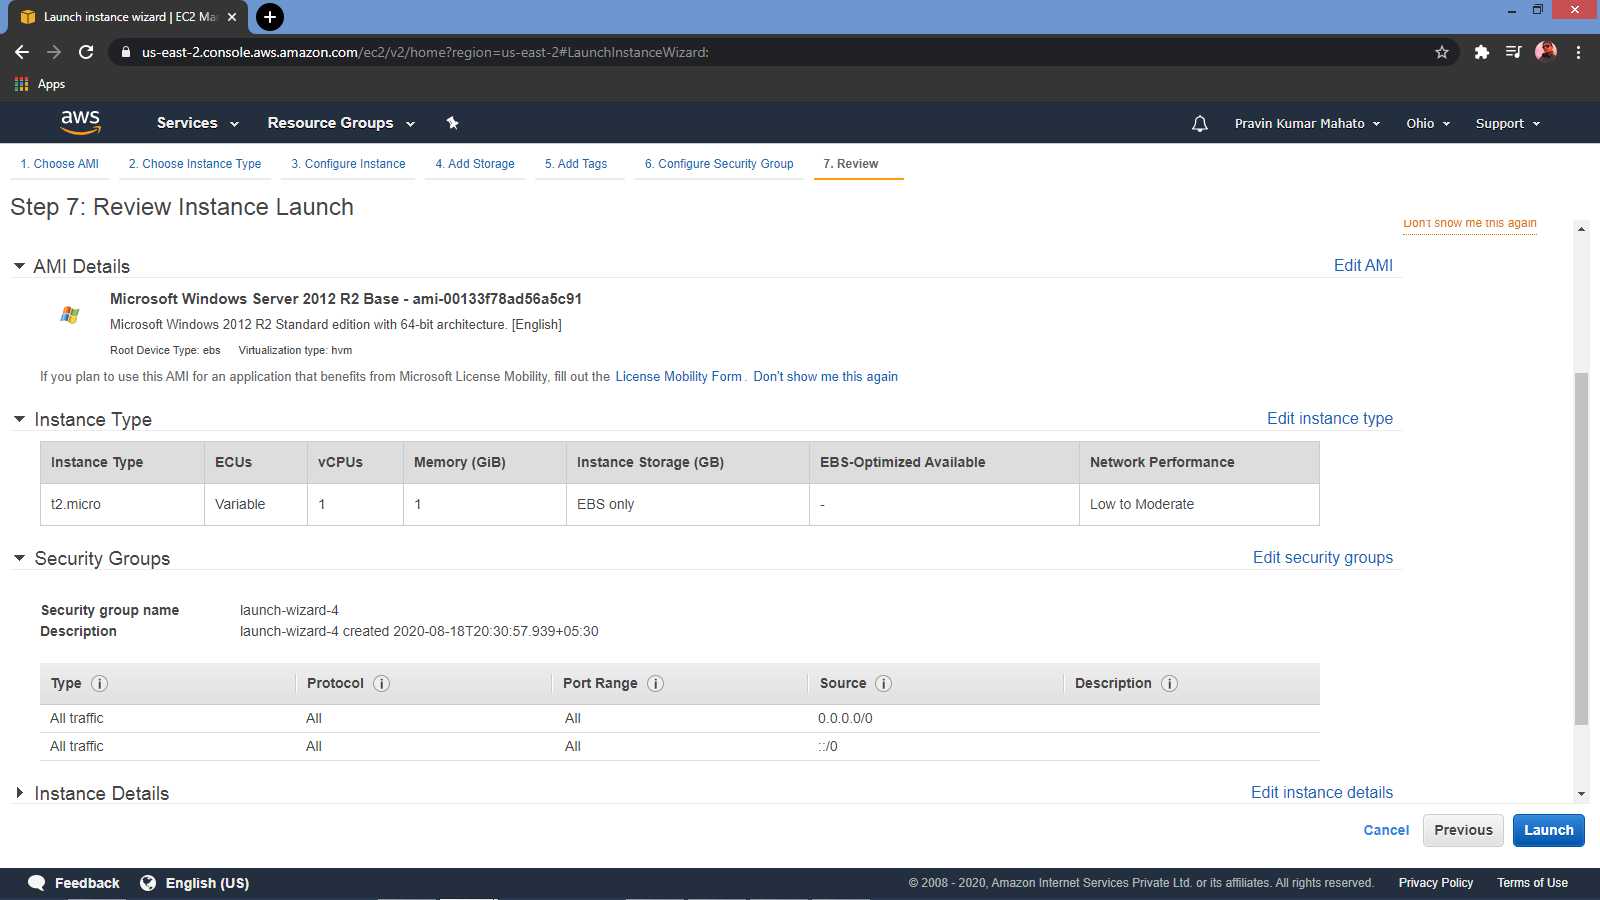 Launch instance wizard | EC2 Ma
us-east-2.console.aws.amazon.com/ec2/v2/home?region=us-east-2#LaunchInstanceWizard:
Apps
aws Services Resource Groups Pravin Kumar Mahato Ohio Support
1. Choose AMI 2. Choose Instance Type 3. Configure Instance 4. Add Storage 5. Add Tags 6. Configure Security Group 7. Review
Step 7: Review Instance Launch
Don't show me this again
AMI Details Edit AMI
Microsoft Windows Server 2012 R2 Base - ami-00133f78ad56a5c91
Microsoft Windows 2012 R2 Standard edition with 64-bit architecture. [English]
Root Device Type: ebs Virtualization type: hvm
If you plan to use this AMI for an application that benefits from Microsoft License Mobility, fill out the License Mobility Form. Don't show me this again
Instance Type Edit instance type
Instance Type ECUs vCPUs Memory (GiB) Instance Storage (GB) EBS-Optimized Available Network Performance
t2.micro Variable 1 1 EBS only - Low to Moderate
Security Groups Edit security groups
Security group name launch-wizard-4
Description launch-wizard-4 created 2020-08-18T20:30:57.939+05:30
Type i Protocol i Port Range i Source i Description i
All traffic All All 0.0.0.0/0
All traffic All All ::/0
Instance Details Edit instance details
Cancel Previous Launch
Feedback English (US) © 2008 - 2020, Amazon Internet Services Private Ltd. or its affiliates. All rights reserved. Privacy Policy Terms of Use